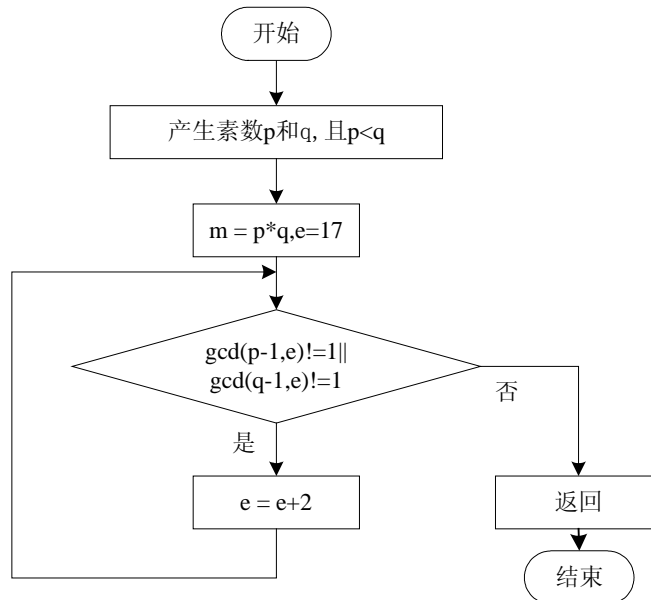 开始
产生素数p和q,且p<q
m = p*q,e=17
gcd(p-1,e)!=1||
gcd(q-1,e)!=1
否
是
e = e+2
返回
结束